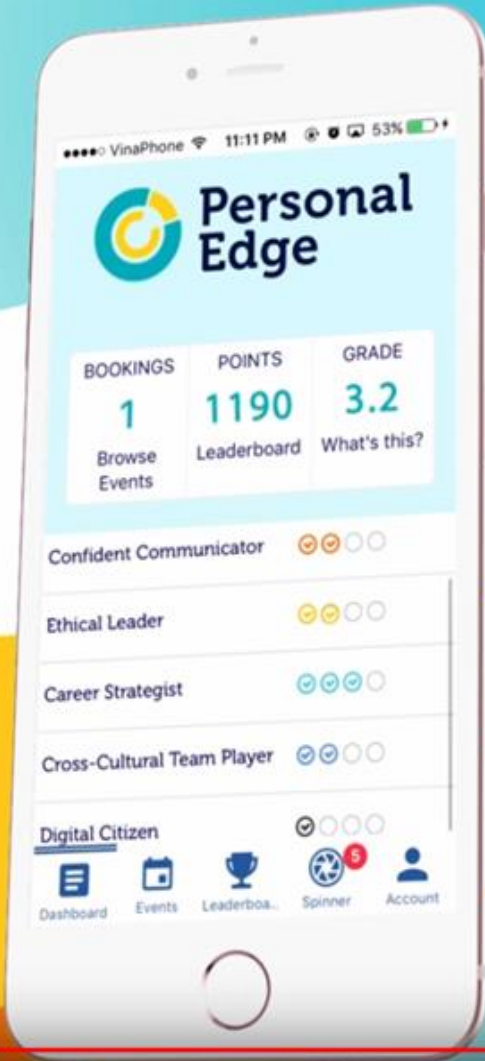 VinaPhone 11:11 PM 53%
Personal
Edge
BOOKINGS POINTS GRADE
1 1190 3.2
Browse
Events Leaderboard What's this?
Confident Communicator
Ethical Leader
Career Strategist
Cross-Cultural Team Player
Digital Citizen
5
Dashboard Events Leaderboa.. Spinner Account